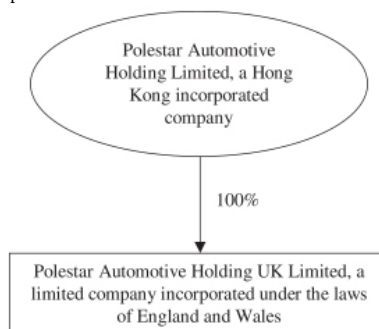 Polestar Automotive
Holding Limited, a Hong
Kong incorporated
company
100%
Polestar Automotive Holding UK Limited, a
limited company incorporated under the laws
of England and Wales